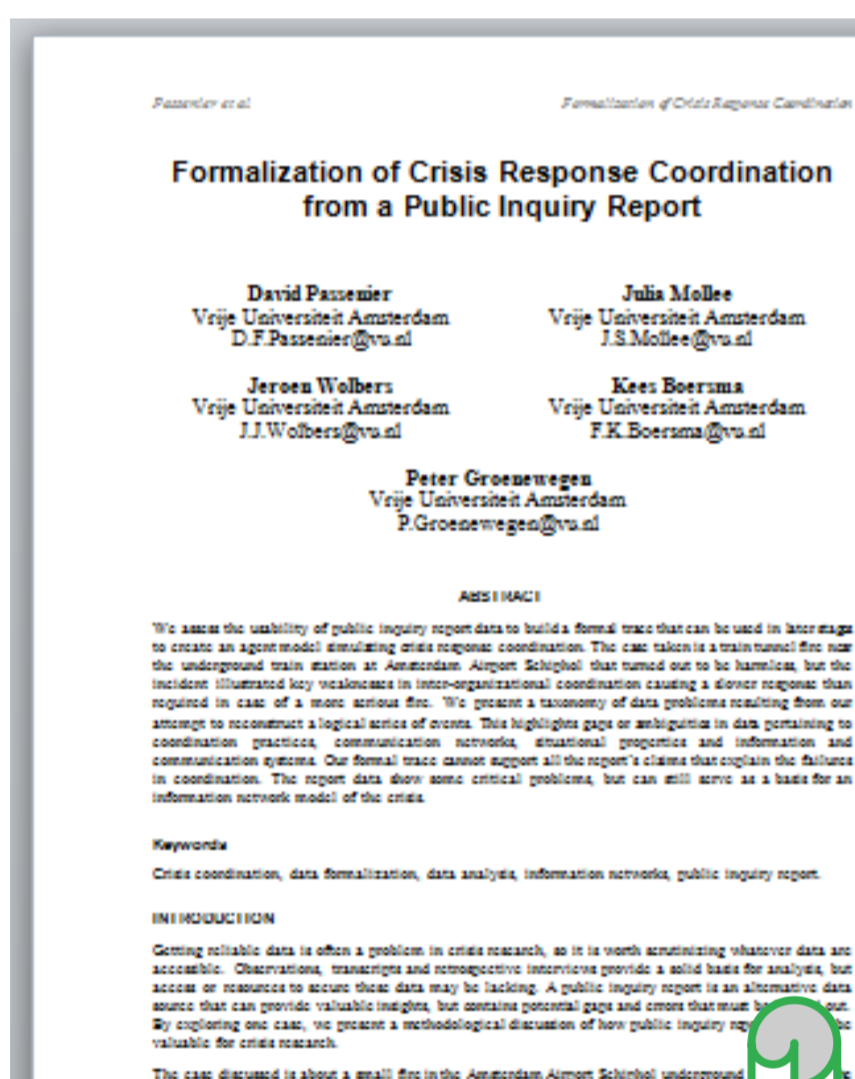 Passenier et al. Formalization of Crisis Response Coordination
Formalization of Crisis Response Coordination
from a Public Inquiry Report
David Passenier Julia Mollee
Vrije Universiteit Amsterdam Vrije Universiteit Amsterdam
D.F.Passenier@vu.nl J.S.Mollee@vu.nl
Jeroen Wolbers Kees Boersma
Vrije Universiteit Amsterdam Vrije Universiteit Amsterdam
J.J.Wolbers@vu.nl F.K.Boersma@vu.nl
Peter Groenewegen
Vrije Universiteit Amsterdam
P.Groenewegen@vu.nl
ABSTRACT
We assess the usability of public inquiry report data to build a formal trace that can be used in later stages
to create an agent model simulating crisis response coordination. The case taken is a train tunnel fire near
the underground train station at Amsterdam Airport Schiphol that turned out to be harmless, but the
incident illustrated key weaknesses in inter-organizational coordination causing a slower response than
required in case of a more serious fire. We present a taxonomy of data problems resulting from our
attempt to reconstruct a logical series of events. This highlights gaps or ambiguities in data pertaining to
coordination practices, communication networks, situational properties and information and
communication systems. Our formal trace cannot support all the report's claims that explain the failures
in coordination. The report data show some critical problems, but can still serve as a basis for an
information network model of the crisis.
Keywords
Crisis coordination, data formalization, data analysis, information networks, public inquiry report.
INTRODUCTION
Getting reliable data is often a problem in crisis research, so it is worth scrutinizing whatever data are
accessible. Observations, transcripts and retrospective interviews provide a solid basis for analysis, but
access or resources to secure these data may be lacking. A public inquiry report is an alternative data
source that can provide valuable insights, but contains potential gaps and errors that must out.
By exploring one case, we present a methodological discussion of how public inquiry be
valuable for crisis research.
The case discussed is about a small fire in the Amsterdam Airport Schiphol underground